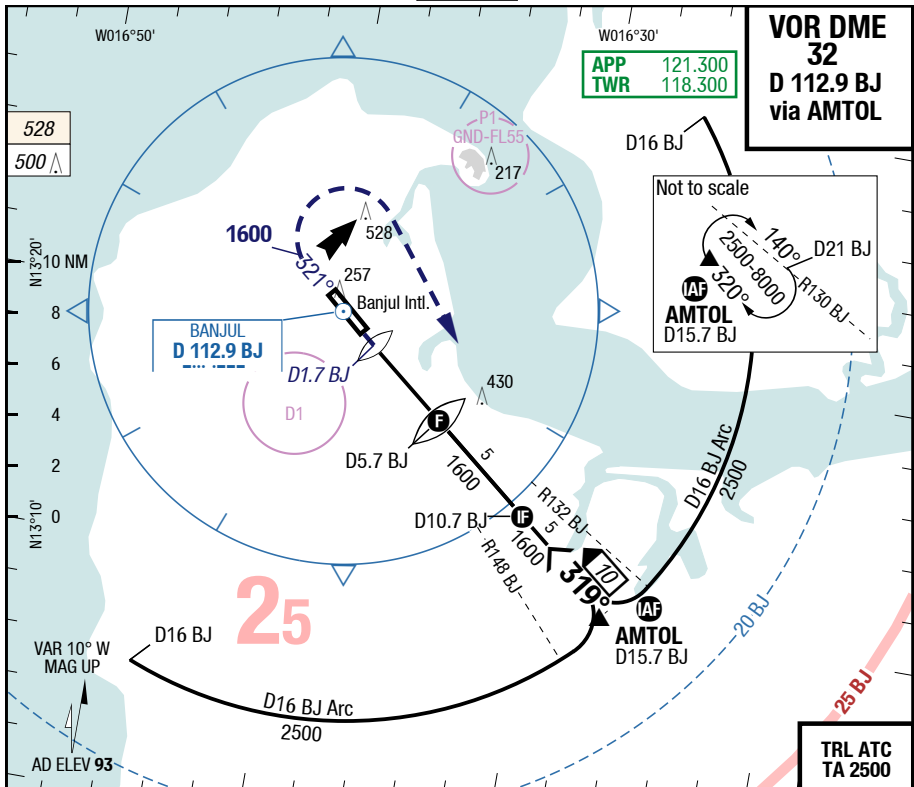 W016°50'
W016°30'
VOR DME
32
D 112.9 BJ
via AMTOL
APP 121.300
TWR 118.300
528
500
P1
GND-FL55
217
D16 BJ
Not to scale
140°
D21 BJ
2500-8000
320°
R130 BJ
IAF
AMTOL
D15.7 BJ
1600
321°
528
257
Banjul Intl.
N13°20'
10 NM
8
6
4
2
0
N13°10'
BANJUL
D 112.9 BJ
D1.7 BJ
D1
430
F
D5.7 BJ
5
1600
D16 BJ Arc
2500
D10.7 BJ
IF
R132 BJ
5
1600
R148 BJ
10
319°
IAF
AMTOL
D15.7 BJ
25
20 BJ
25 BJ
D16 BJ
D16 BJ Arc
2500
VAR 10° W
MAG UP
AD ELEV 93
TRL ATC
TA 2500